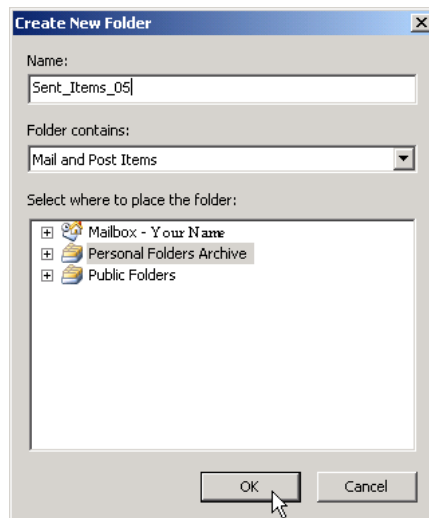 Create New Folder
Name:
Sent_Items_05
Folder contains:
Mail and Post Items
Select where to place the folder:
Mailbox - Your Name
Personal Folders Archive
Public Folders
OK
Cancel